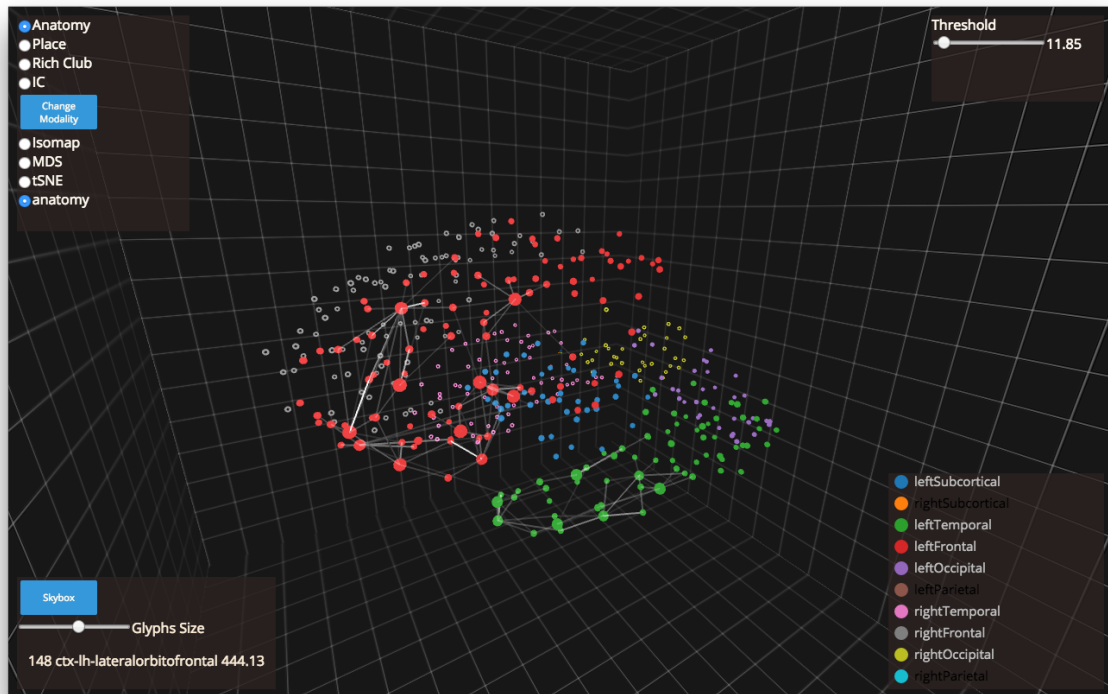 Anatomy
Place
Rich Club
IC
Change
Modality
Isomap
MDS
tSNE
anatomy
Threshold
11.85
leftSubcortical
rightSubcortical
leftTemporal
leftFrontal
leftOccipital
leftParietal
rightTemporal
rightFrontal
rightOccipital
rightParietal
Skybox
Glyphs Size
148 ctx-lh-lateralorbitofrontal 444.13